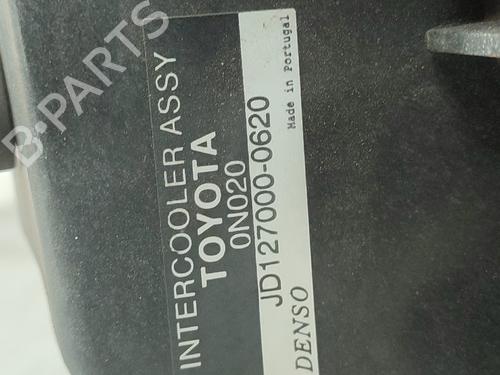 INTERCOOLER ASSY
TOYOTA
0N020
JD127000-0620
DENSO Made in Portugal
B-PARTS